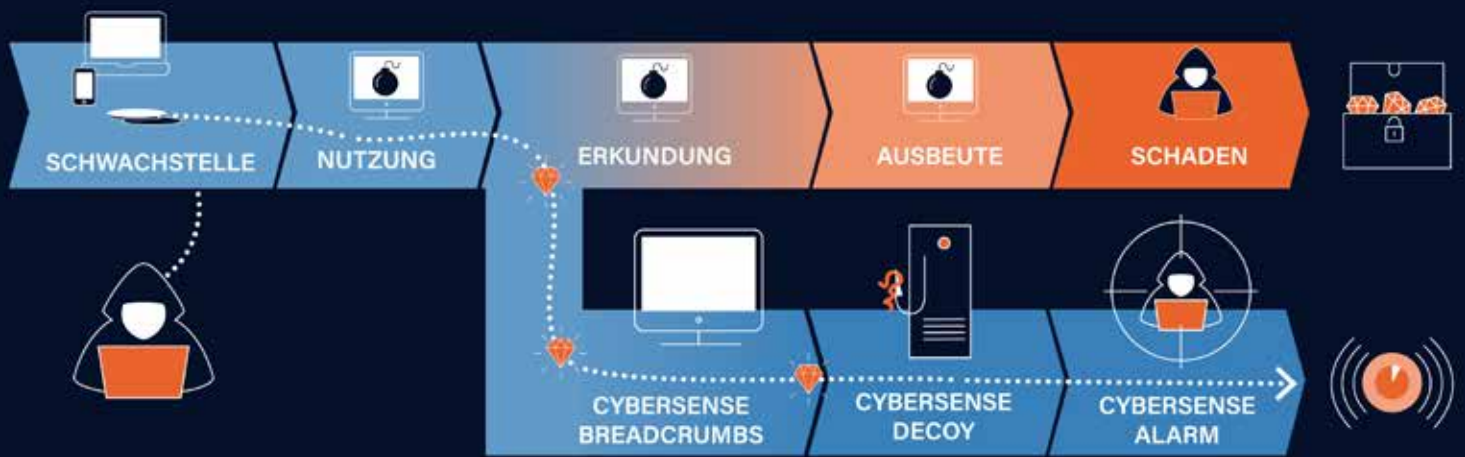 SCHWACHSTELLE
NUTZUNG
ERKUNDUNG
AUSBEUTE
SCHADEN
CYBERSENSE
BREADCRUMBS
CYBERSENSE
DECOY
CYBERSENSE
ALARM